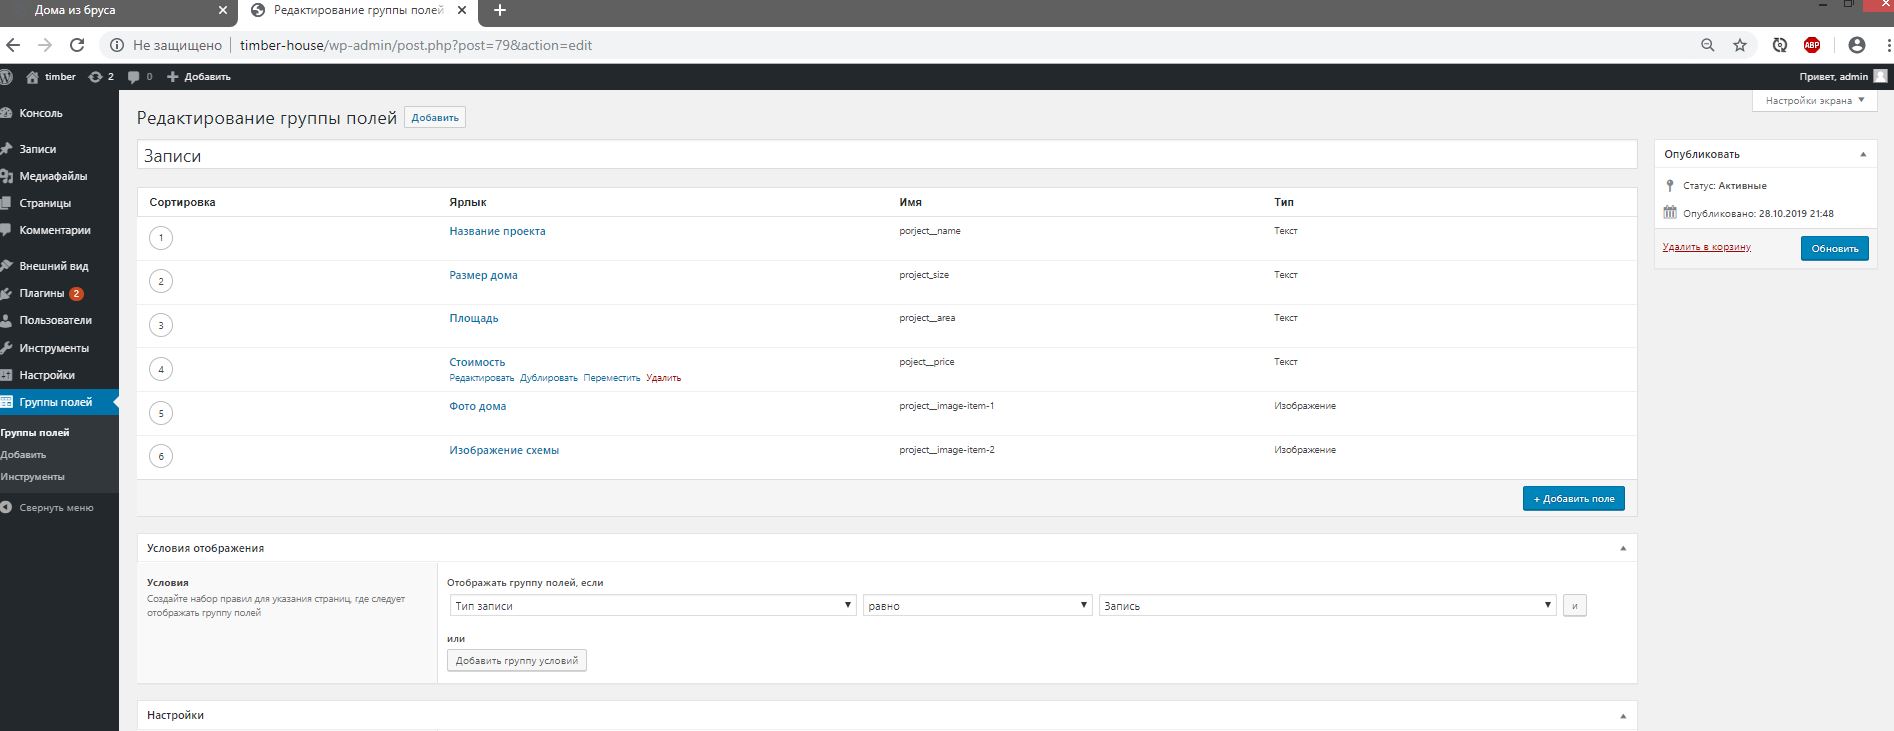 Дома из бруса
Редактирование группы полей
Не защищено timber-house/wp-admin/post.php?post=79&action=edit
ABP
timber 2 0 Добавить
Привет, admin
Настройки экрана
Консоль
Записи
Медиафайлы
Страницы
Комментарии
Внешний вид
Плагины 2
Пользователи
Инструменты
Настройки
Группы полей
Группы полей
Добавить
Инструменты
Свернуть меню
Редактирование группы полей Добавить
Записи
Сортировка Ярлык Имя Тип
1 Название проекта porject__name Текст
2 Размер дома project_size Текст
3 Площадь project__area Текст
4 Стоимость poject__price Текст
Редактировать Дублировать Переместить Удалить
5 Фото дома project__image-item-1 Изображение
6 Изображение схемы project__image-item-2 Изображение
+ Добавить поле
Условия отображения
Условия
Создайте набор правил для указания страниц, где следует
отображать группу полей
Отображать группу полей, если
Тип записи равно Запись и
или
Добавить группу условий
Настройки
Опубликовать
Статус: Активные
Опубликовано: 28.10.2019 21:48
Удалить в корзину Обновить